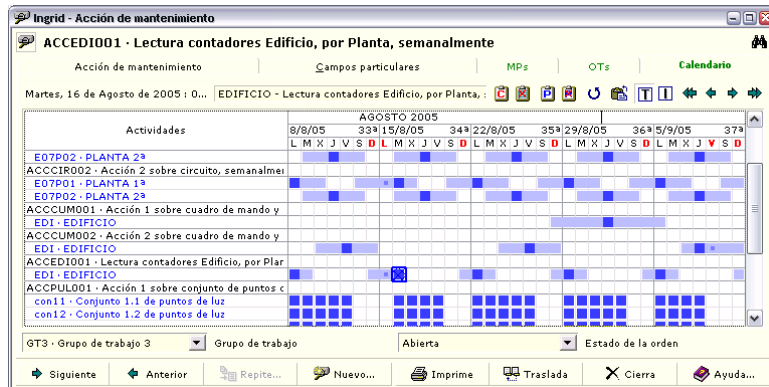 Ingrid - Acción de mantenimiento
ACCEDI001 · Lectura contadores Edificio, por Planta, semanalmente
Acción de mantenimiento Campos particulares MPs OTs Calendario
Martes, 16 de Agosto de 2005 : 0... EDIFICIO - Lectura contadores Edificio, por Planta, :
AGOSTO 2005
Actividades 8/8/05 33ª 15/8/05 34ª 22/8/05 35ª 29/8/05 36ª 5/9/05 37ª
L M X J V S D L M X J V S D L M X J V S D L M X J V S D L M X J V S D
E07P02 · PLANTA 2ª
ACCCIR002 · Acción 2 sobre circuito, semanalmei
E07P01 · PLANTA 1ª
E07P02 · PLANTA 2ª
ACCCUM001 · Acción 1 sobre cuadro de mando y
EDI · EDIFICIO
ACCCUM002 · Acción 2 sobre cuadro de mando y
EDI · EDIFICIO
ACCEDI001 · Lectura contadores Edificio, por Plar
EDI · EDIFICIO
ACCPUL001 · Acción 1 sobre conjunto de puntos c
con11 · Conjunto 1.1 de puntos de luz
con12 · Conjunto 1.2 de puntos de luz
GT3 · Grupo de trabajo 3 Grupo de trabajo Abierta Estado de la orden
Siguiente Anterior Repite... Nuevo... Imprime Traslada Cierra Ayuda...